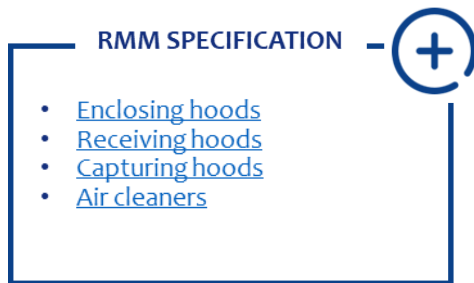 RMM SPECIFICATION
• Enclosing hoods
• Receiving hoods
• Capturing hoods
• Air cleaners